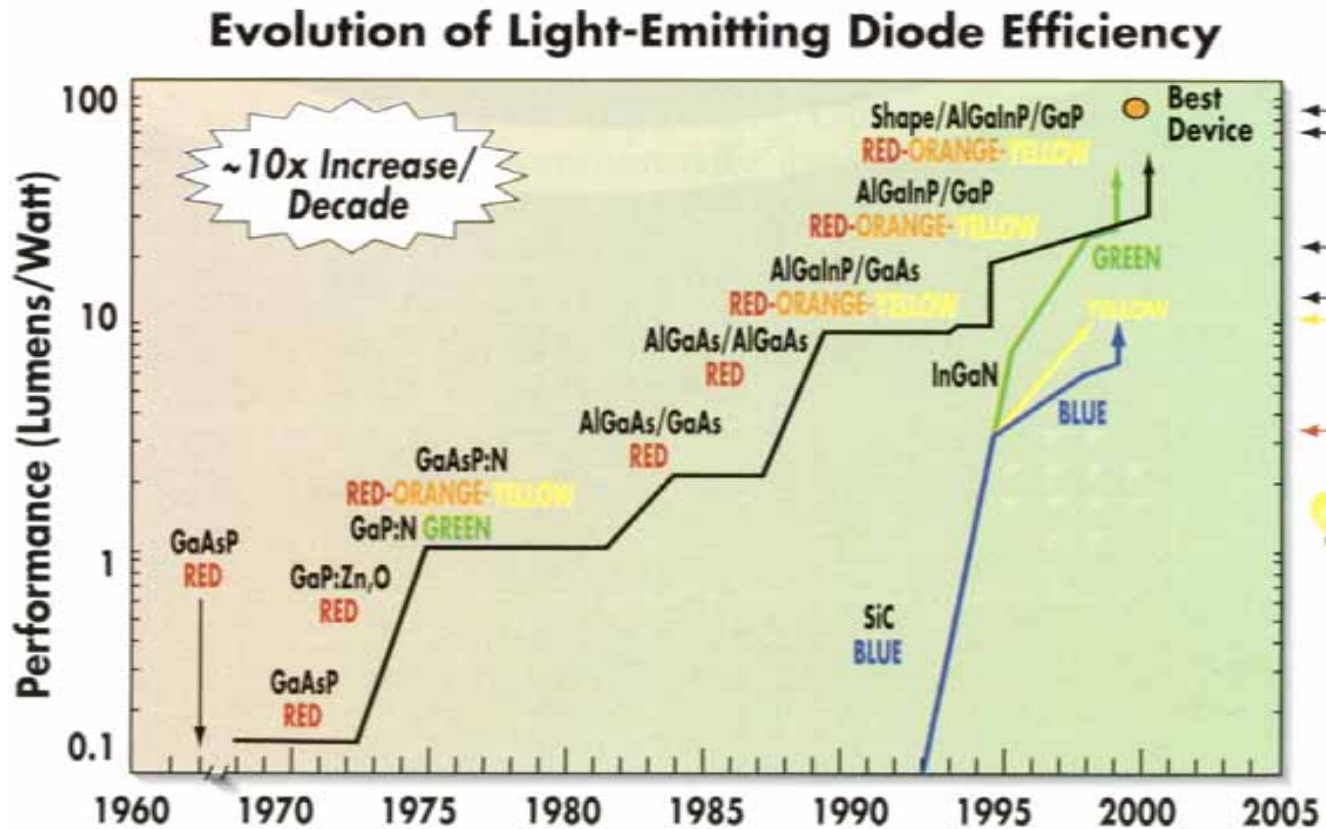 Evolution of Light-Emitting Diode Efficiency
Performance (Lumens/Watt)
100
10
1
0.1
~10x Increase/
Decade
Best
Device
Shape/AlGaInP/GaP
RED-ORANGE-YELLOW
AlGaInP/GaP
RED-ORANGE-YELLOW
GREEN
AlGaInP/GaAs
RED-ORANGE-YELLOW
YELLOW
AlGaAs/AlGaAs
RED
InGaN
BLUE
AlGaAs/GaAs
RED
GaAsP:N
RED-ORANGE-YELLOW
GaP:N GREEN
GaAsP
RED
GaP:Zn,O
RED
SiC
BLUE
GaAsP
RED
1960 1970 1975 1980 1985 1990 1995 2000 2005